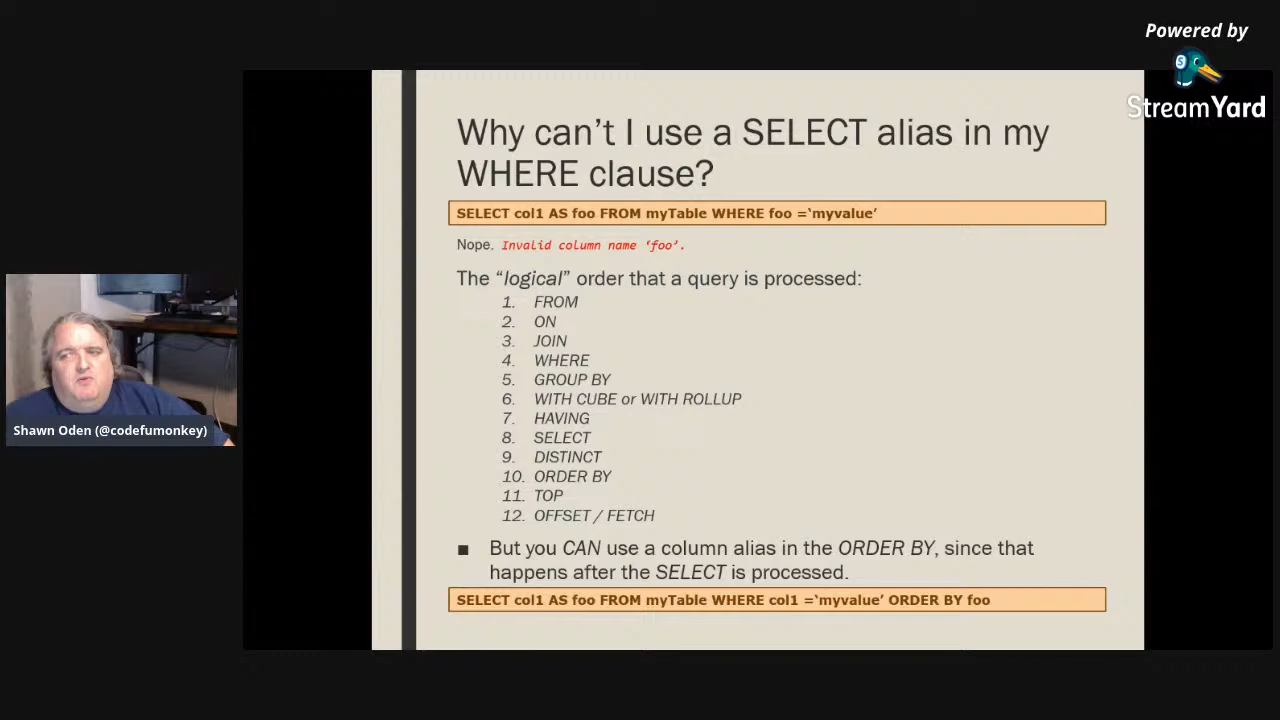 Powered by
StreamYard
Why can’t I use a SELECT alias in my
WHERE clause?
SELECT col1 AS foo FROM myTable WHERE foo =‘myvalue’
Nope. Invalid column name ‘foo’.
The “logical” order that a query is processed:
1. FROM
2. ON
3. JOIN
4. WHERE
5. GROUP BY
6. WITH CUBE or WITH ROLLUP
7. HAVING
8. SELECT
9. DISTINCT
10. ORDER BY
11. TOP
12. OFFSET / FETCH
■ But you CAN use a column alias in the ORDER BY, since that
happens after the SELECT is processed.
SELECT col1 AS foo FROM myTable WHERE col1 =‘myvalue’ ORDER BY foo
Shawn Oden (@codefumonkey)